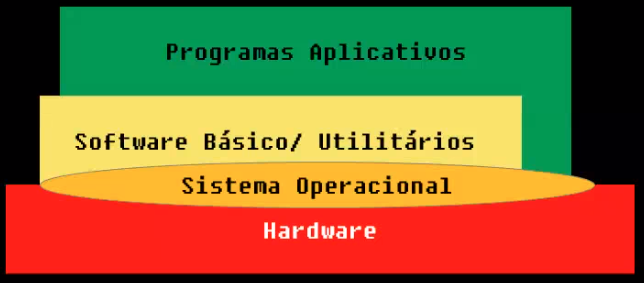 Programas Aplicativos
Software Básico/ Utilitários
Sistema Operacional
Hardware